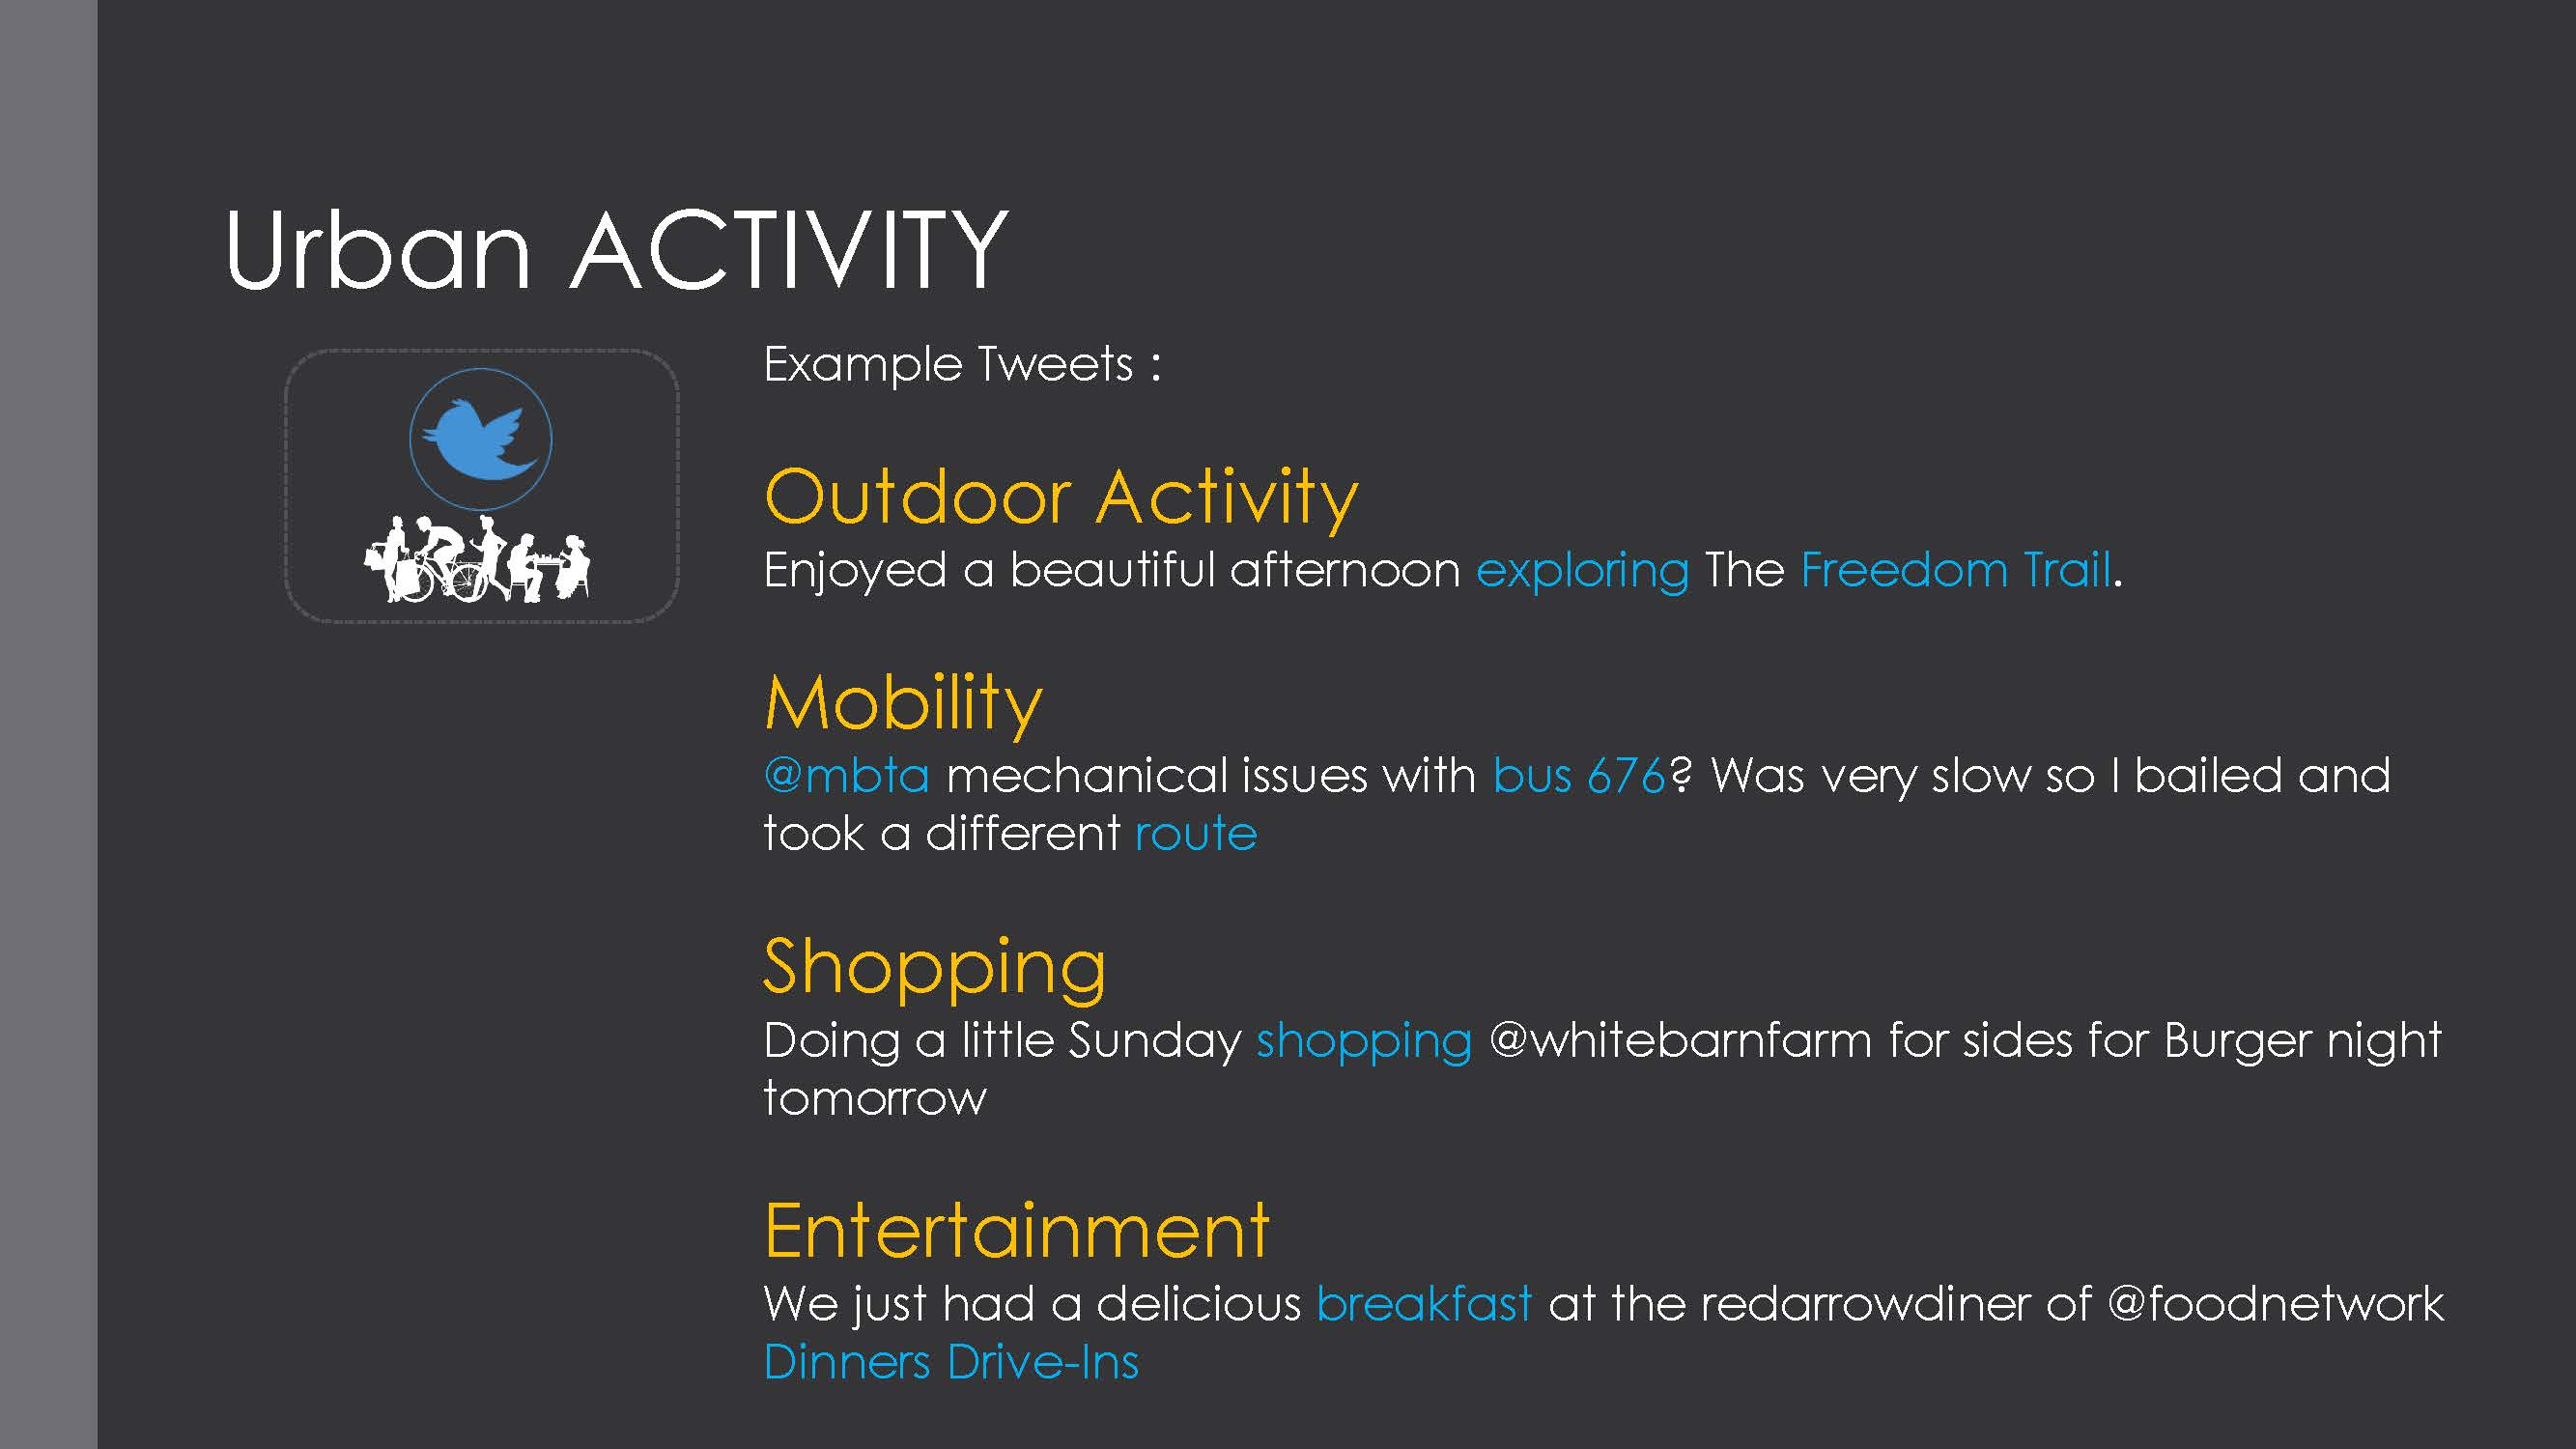 Urban ACTIVITY
Example Tweets :
Outdoor Activity
Enjoyed a beautiful afternoon exploring The Freedom Trail.
Mobility
@mbta mechanical issues with bus 676? Was very slow so I bailed and
took a different route
Shopping
Doing a little Sunday shopping @whitebarnfarm for sides for Burger night
tomorrow
Entertainment
We just had a delicious breakfast at the redarrowdiner of @foodnetwork
Dinners Drive-Ins